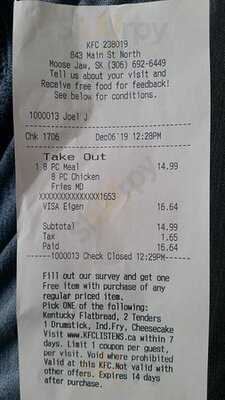 KFC 238019
843 Main St North
Moose Jaw, SK (306) 692-6449
Tell us about your visit and
Receive free food for feedback!
See below for conditions.
1000013 Joel J
Chk 1706 Dec06'19 12:28PM
Take Out
1 8 PC Meal 14.99
8 PC Chicken
Fries MD
XXXXXXXXXXXXXXX1653
VISA Eigen 16.64
Subtotal 14.99
Tax 1.65
Paid 16.64
------1000013 Check Closed 12:29PM------
Fill out our survey and get one
Free item with purchase of any
regular priced item.
Pick ONE of the following:
Kentucky Flatbread, 2 Tenders
1 Drumstick, Ind.Fry, Cheesecake
Visit www.KFCLISTENS.ca within 7
days. Limit 1 coupon per guest,
per visit. Void where prohibited
Valid at this KFC.Not valid with
other offers. Expires 14 days
after purchase.